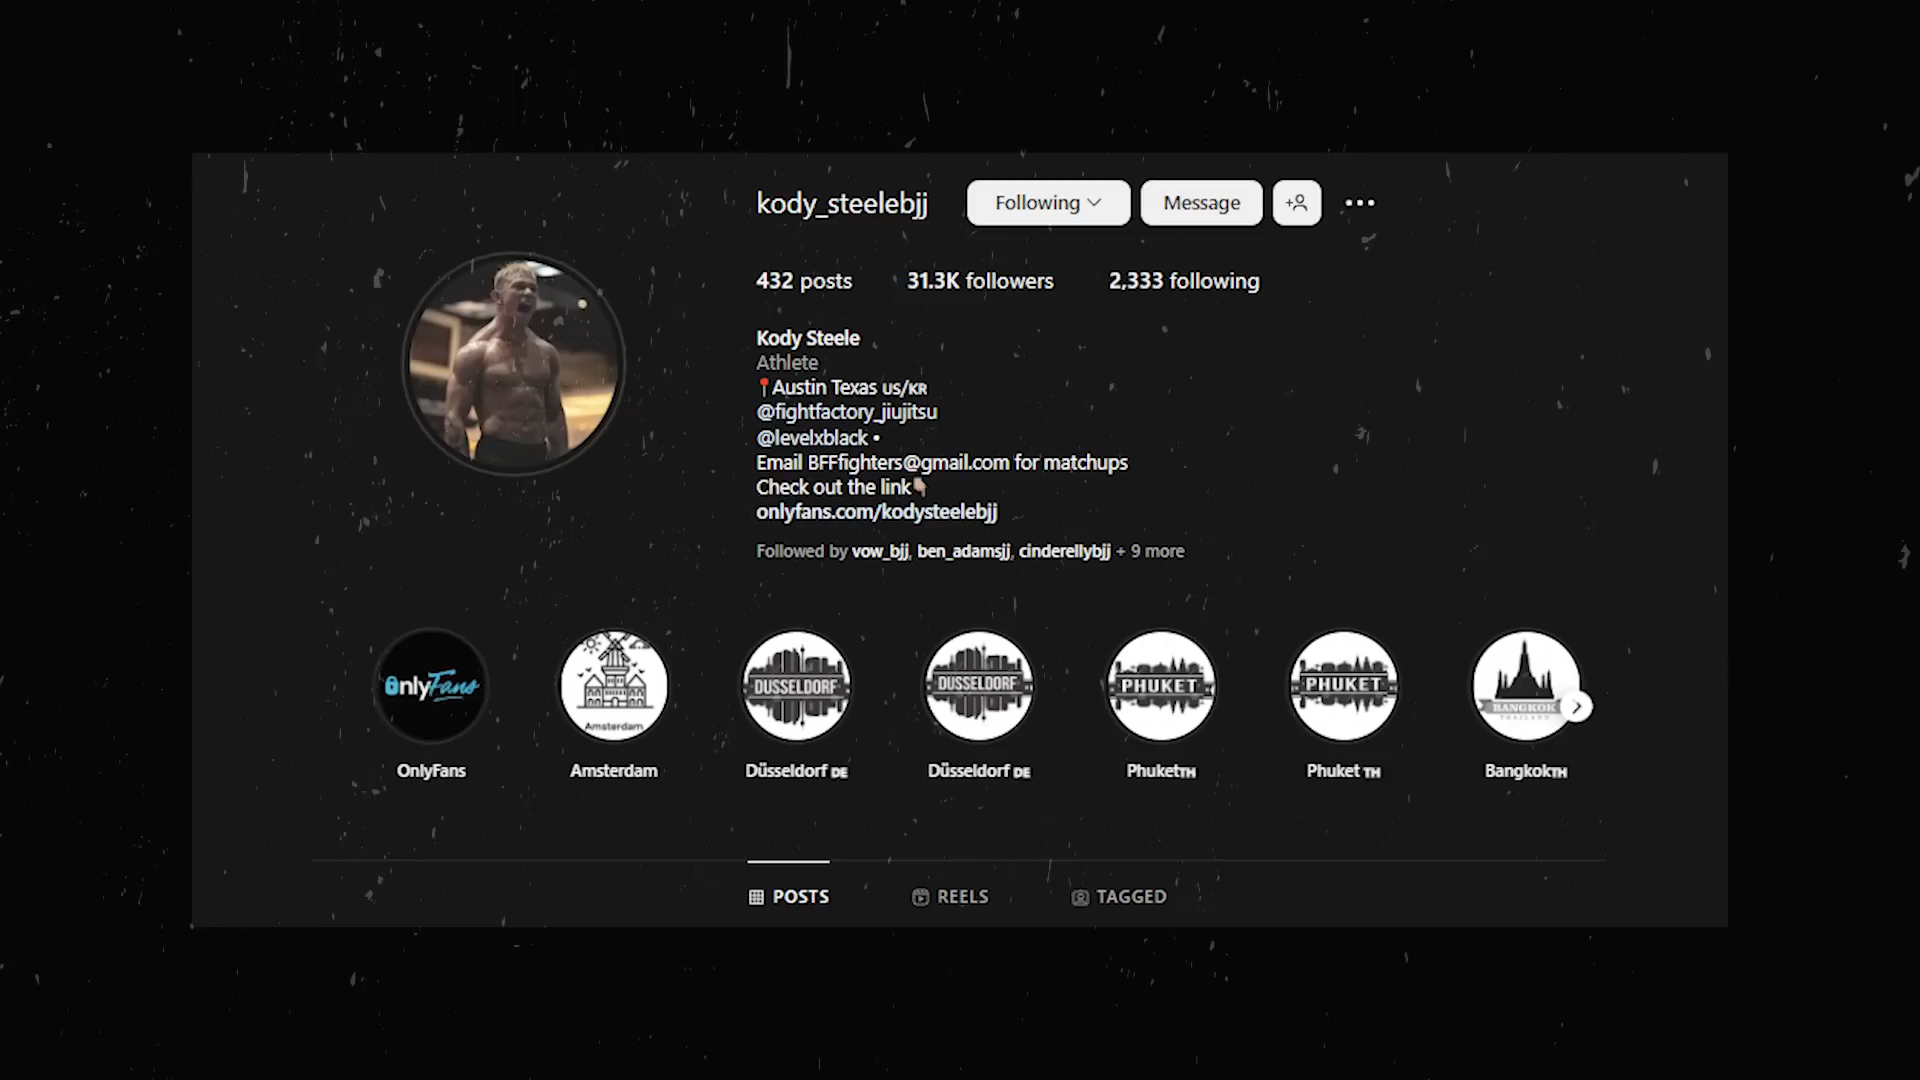 kody_steelebjj Following Message
432 posts 31.3K followers 2,333 following
Kody Steele
Athlete
📍Austin Texas US/KR
@fightfactory_jiujitsu
@levelxblack •
Email BFFfighters@gmail.com for matchups
Check out the link👇🏼
onlyfans.com/kodysteelebjj
Followed by vow_bjj, ben_adamsjj, cinderellybjj + 9 more
OnlyFans Amsterdam DUSSELDORF DUSSELDORF PHUKET PHUKET BANGKOK
THAILAND
OnlyFans Amsterdam Düsseldorf DE Düsseldorf DE PhuketTH Phuket TH BangkokTH
POSTS REELS TAGGED